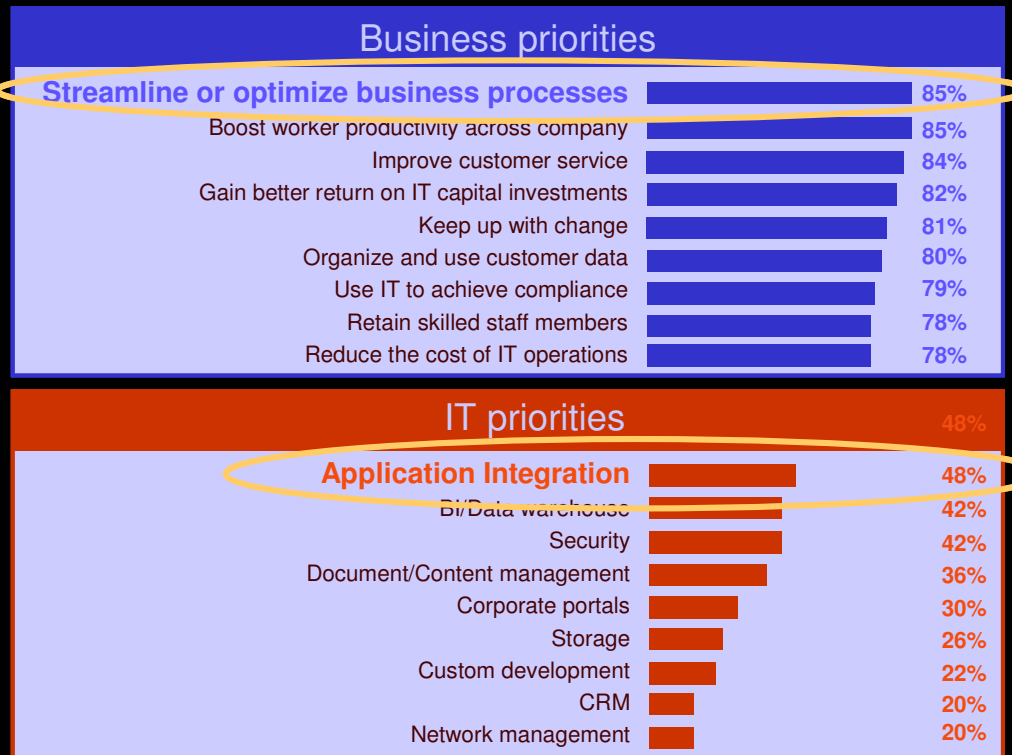 Business priorities
Streamline or optimize business processes 85%
Boost worker productivity across company 85%
Improve customer service 84%
Gain better return on IT capital investments 82%
Keep up with change 81%
Organize and use customer data 80%
Use IT to achieve compliance 79%
Retain skilled staff members 78%
Reduce the cost of IT operations 78%
IT priorities 48%
Application Integration 48%
BI/Data warehouse 42%
Security 42%
Document/Content management 36%
Corporate portals 30%
Storage 26%
Custom development 22%
CRM 20%
Network management 20%